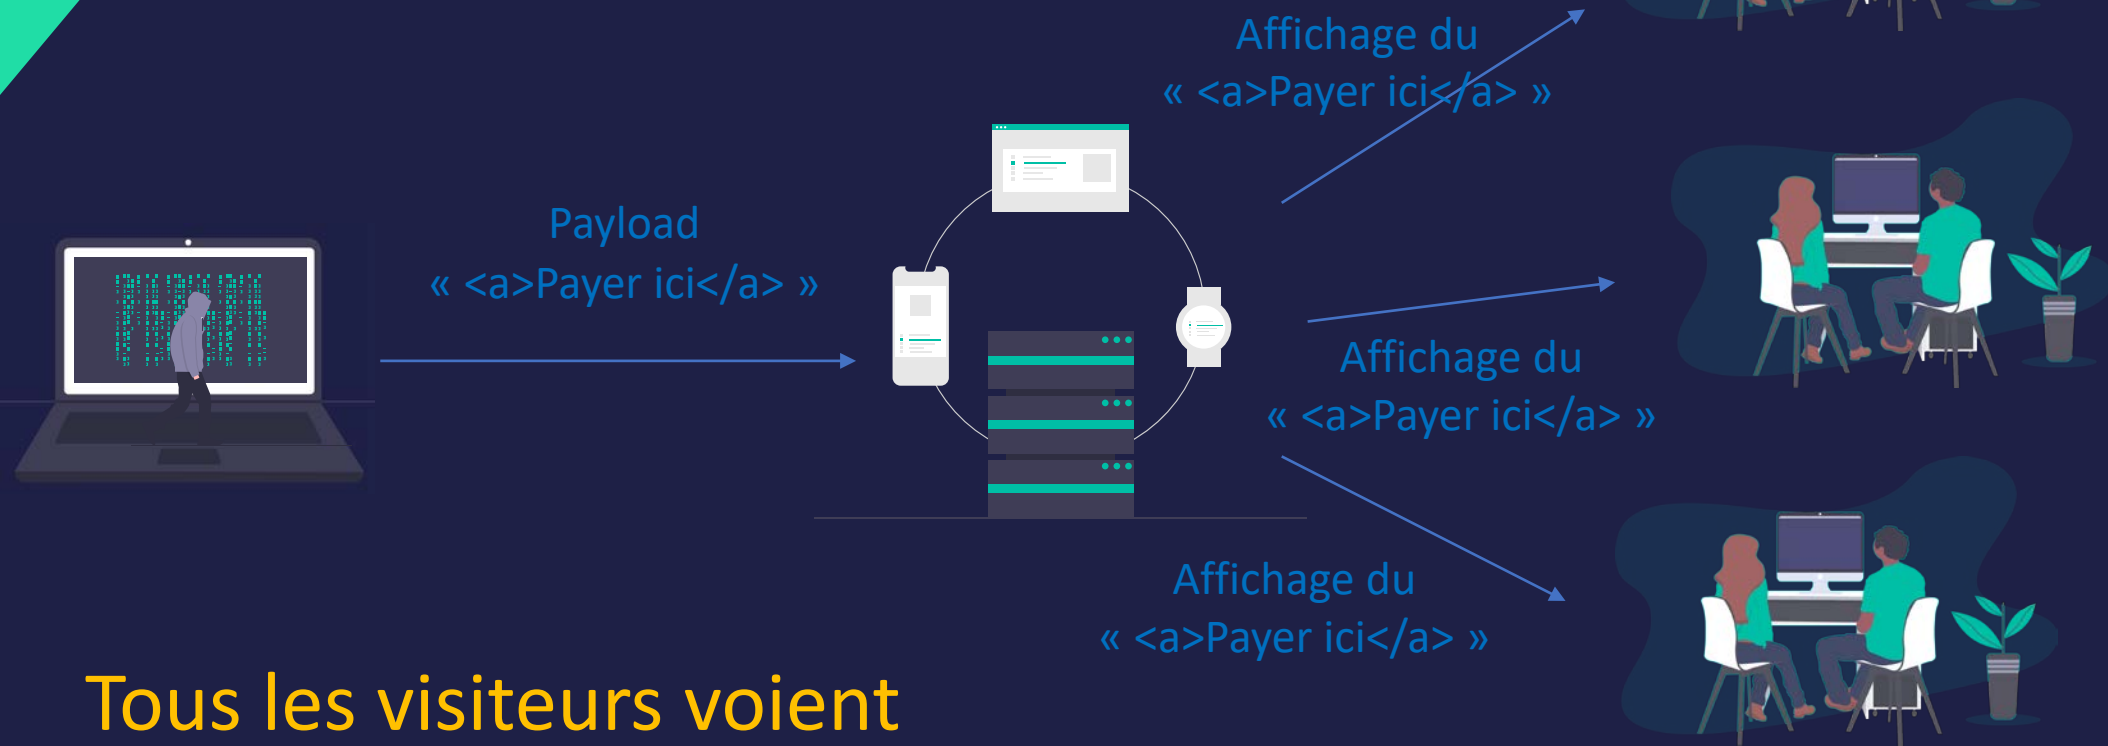 Affichage du
« <a>Payer ici</a> »
Payload
« <a>Payer ici</a> »
Affichage du
« <a>Payer ici</a> »
Affichage du
« <a>Payer ici</a> »
Tous les visiteurs voient